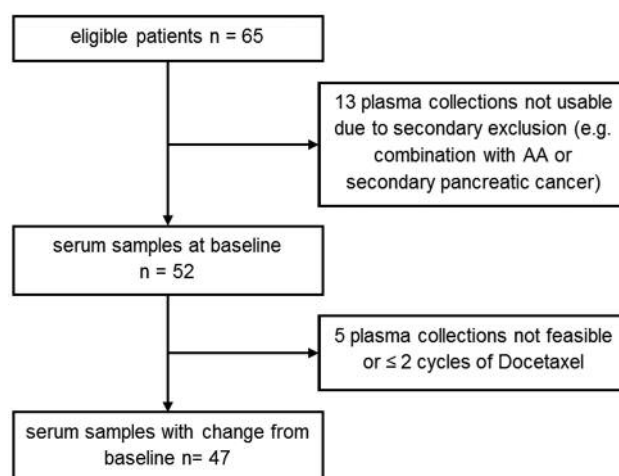 eligible patients n = 65
13 plasma collections not usable
due to secondary exclusion (e.g.
combination with AA or
secondary pancreatic cancer)
serum samples at baseline
n = 52
5 plasma collections not feasible
or ≤ 2 cycles of Docetaxel
serum samples with change from
baseline n= 47